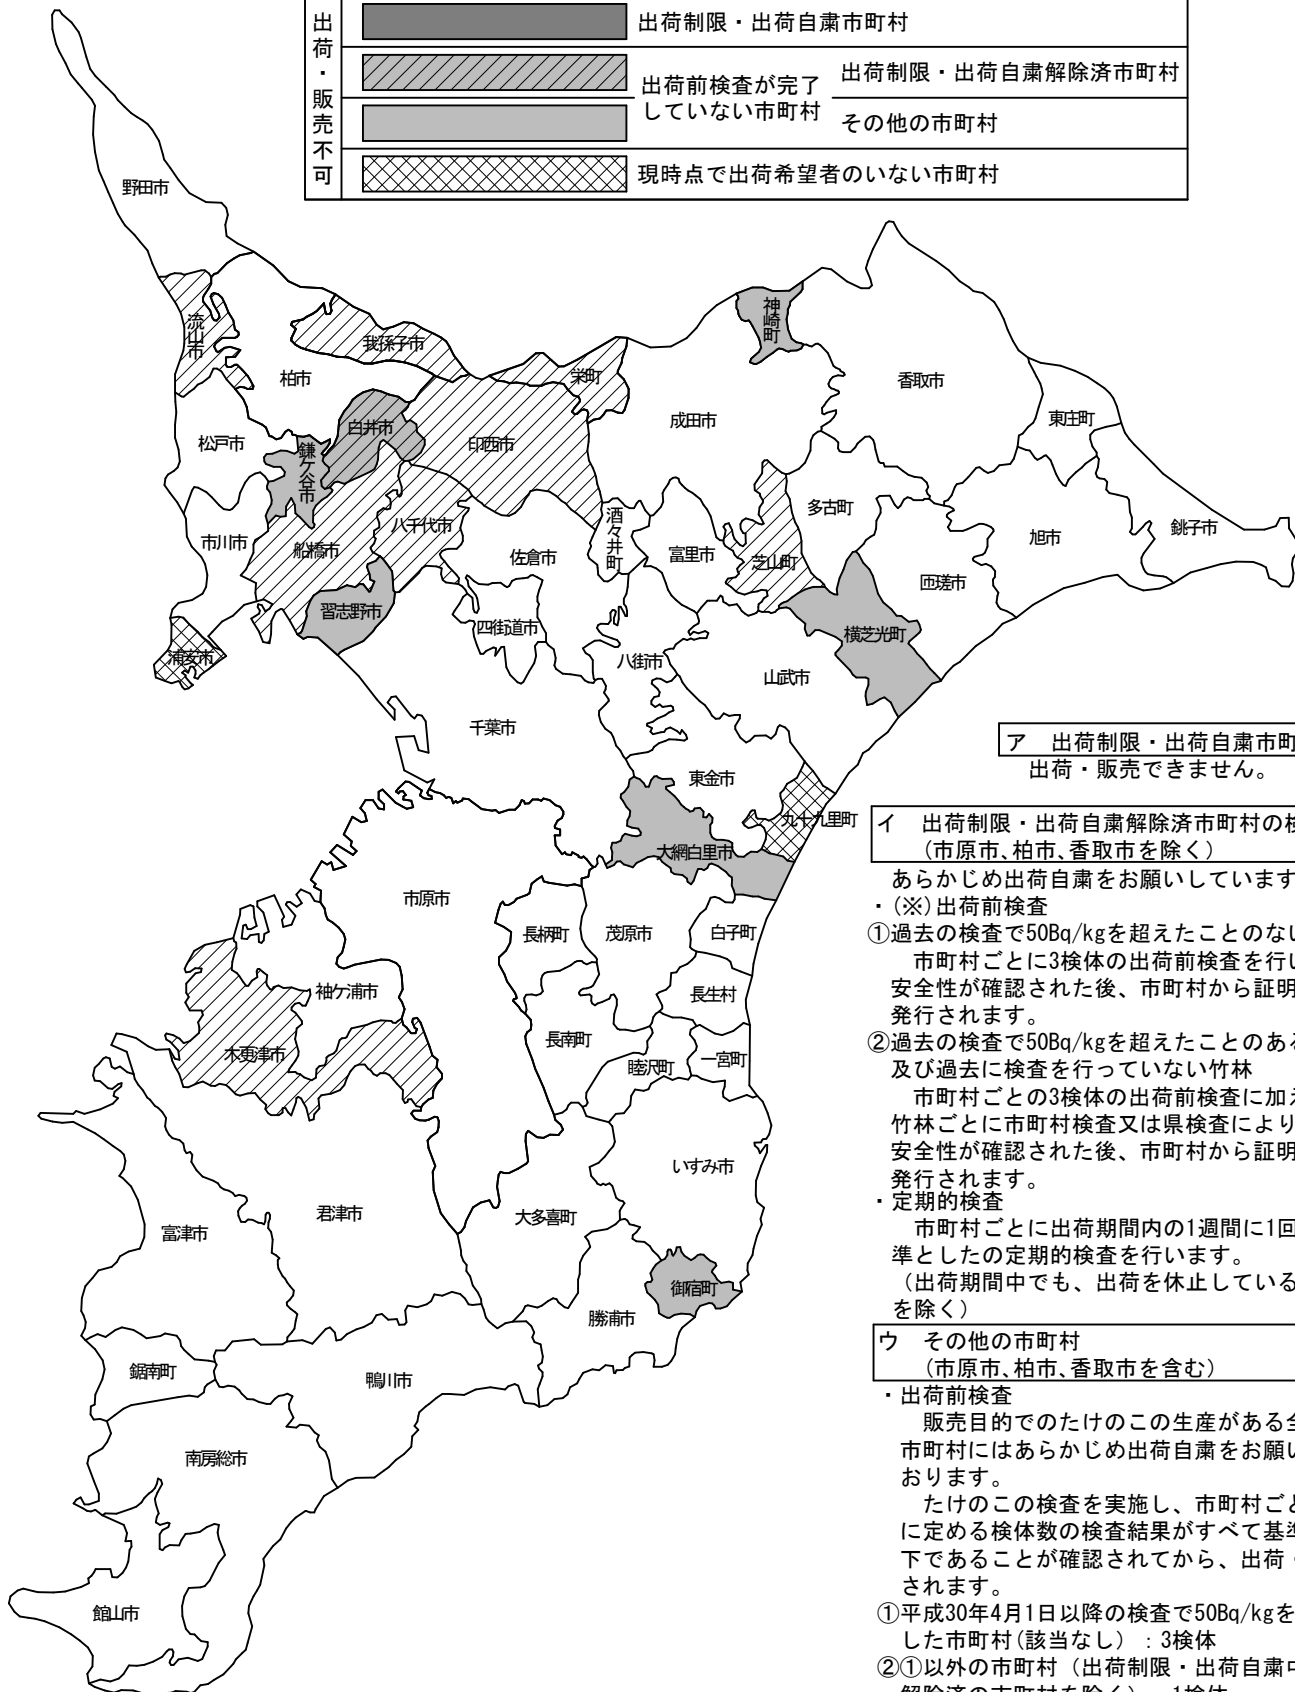 出荷・販売不可
出荷制限・出荷自粛市町村
出荷前検査が完了
していない市町村
出荷制限・出荷自粛解除済市町村
その他の市町村
現時点で出荷希望者のいない市町村
野田市
流山市
我孫子市
柏市
栄町
神崎町
香取市
成田市
東庄町
松戸市
鎌ケ谷市
白井市
印西市
多古町
銚子市
市川市
船橋市
八千代市
佐倉市
酒々井町
富里市
芝山町
旭市
匝瑳市
習志野市
四街道市
横芝光町
浦安市
八街市
山武市
千葉市
東金市
九十九里町
大網白里市
市原市
長柄町
茂原市
白子町
袖ケ浦市
長生村
木更津市
長南町
睦沢町
一宮町
いすみ市
君津市
大多喜町
富津市
御宿町
勝浦市
鋸南町
鴨川市
南房総市
館山市
ア　出荷制限・出荷自粛市町
出荷・販売できません。
イ　出荷制限・出荷自粛解除済市町村の検
(市原市､柏市､香取市を除く)
あらかじめ出荷自粛をお願いしています
・(※)出荷前検査
①過去の検査で50Bq/kgを超えたことのない
市町村ごとに3検体の出荷前検査を行い
安全性が確認された後、市町村から証明
発行されます。
②過去の検査で50Bq/kgを超えたことのある
及び過去に検査を行っていない竹林
市町村ごとの3検体の出荷前検査に加え
竹林ごとに市町村検査又は県検査により
安全性が確認された後、市町村から証明
発行されます。
・定期的検査
市町村ごとに出荷期間内の1週間に1回
準としたの定期的検査を行います。
（出荷期間中でも、出荷を休止している
を除く）
ウ　その他の市町村
(市原市､柏市､香取市を含む)
・出荷前検査
販売目的でのたけのこの生産がある全
市町村にはあらかじめ出荷自粛をお願い
おります。
たけのこの検査を実施し、市町村ごと
に定める検体数の検査結果がすべて基準
下であることが確認されてから、出荷・
されます。
①平成30年4月1日以降の検査で50Bq/kgを
した市町村(該当なし）：3検体
②①以外の市町村（出荷制限・出荷自粛中
解除済の市町村を除く）：1検体